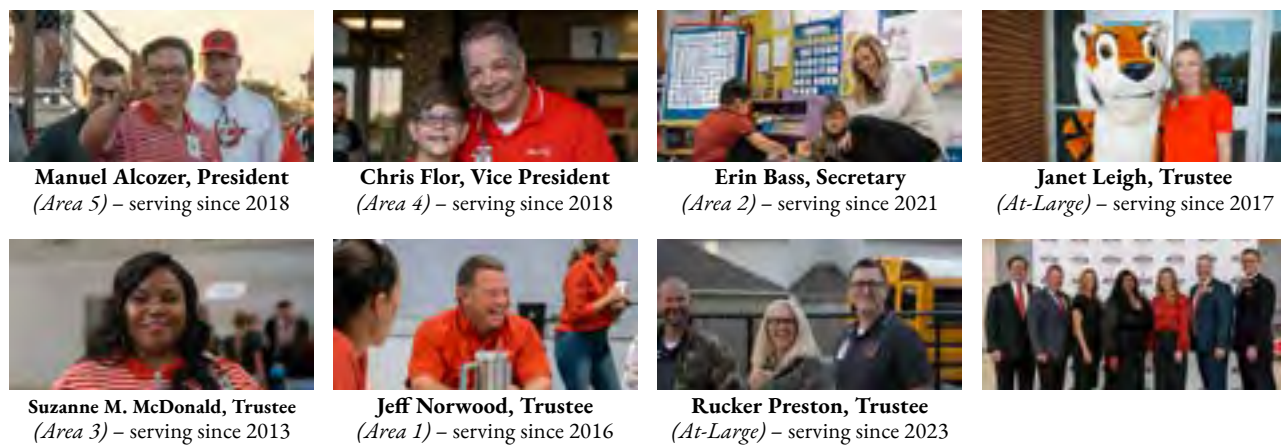 Manuel Alcozer, President
(Area 5) – serving since 2018
Chris Flor, Vice President
(Area 4) – serving since 2018
Erin Bass, Secretary
(Area 2) – serving since 2021
Janet Leigh, Trustee
(At-Large) – serving since 2017
Suzanne M. McDonald, Trustee
(Area 3) – serving since 2013
Jeff Norwood, Trustee
(Area 1) – serving since 2016
Rucker Preston, Trustee
(At-Large) – serving since 2023